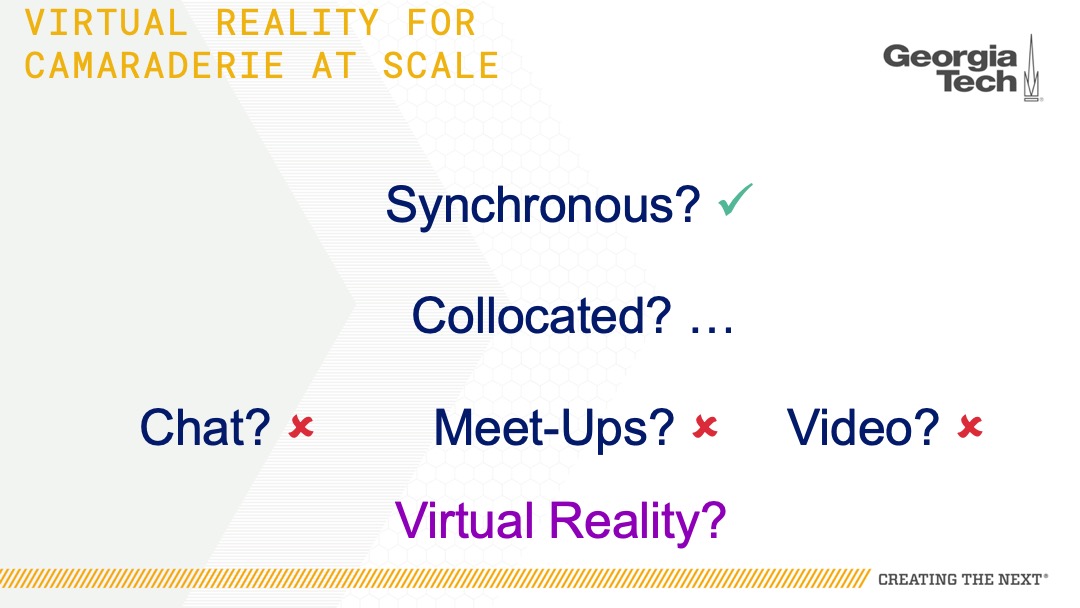 VIRTUAL REALITY FOR
CAMARADERIE AT SCALE
Georgia
Tech
Synchronous? ✓
Collocated? …
Chat? ✘ Meet-Ups? ✘ Video? ✘
Virtual Reality?
CREATING THE NEXT®